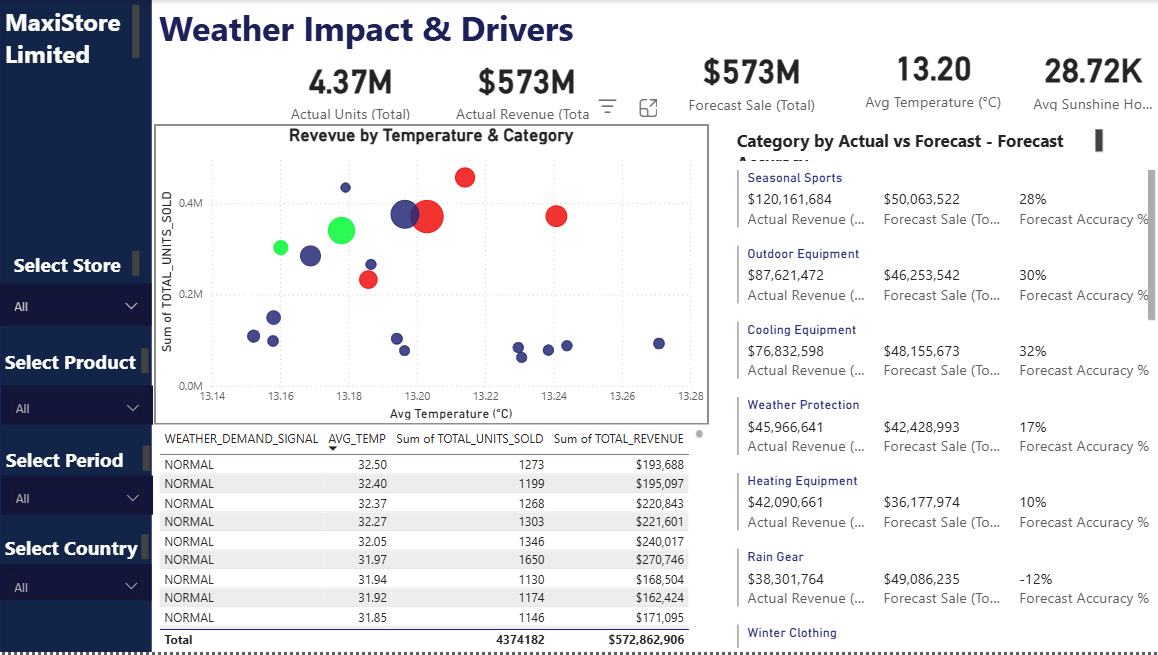 MaxiStore
Limited
Weather Impact & Drivers
4.37M
Actual Units (Total)
$573M
Actual Revenue (Tota
$573M
Forecast Sale (Total)
13.20
Avg Temperature (°C)
28.72K
Avg Sunshine Ho...
Select Store
All
Select Product
All
Select Period
All
Select Country
All
Revevue by Temperature & Category
Sum of TOTAL_UNITS_SOLD
0.4M
0.2M
0.0M
13.14 13.16 13.18 13.20 13.22 13.24 13.26 13.28
Avg Temperature (°C)
WEATHER_DEMAND_SIGNAL AVG_TEMP Sum of TOTAL_UNITS_SOLD Sum of TOTAL_REVENUE
NORMAL 32.50 1273 $193,688
NORMAL 32.40 1199 $195,097
NORMAL 32.37 1268 $220,843
NORMAL 32.27 1303 $221,601
NORMAL 32.05 1346 $240,017
NORMAL 31.97 1650 $270,746
NORMAL 31.94 1130 $168,504
NORMAL 31.92 1174 $162,424
NORMAL 31.85 1146 $171,095
Total 4374182 $572,862,906
Category by Actual vs Forecast - Forecast
Seasonal Sports
$120,161,684 $50,063,522 28%
Actual Revenue (... Forecast Sale (To... Forecast Accuracy %
Outdoor Equipment
$87,621,472 $46,253,542 30%
Actual Revenue (... Forecast Sale (To... Forecast Accuracy %
Cooling Equipment
$76,832,598 $48,155,673 32%
Actual Revenue (... Forecast Sale (To... Forecast Accuracy %
Weather Protection
$45,966,641 $42,428,993 17%
Actual Revenue (... Forecast Sale (To... Forecast Accuracy %
Heating Equipment
$42,090,661 $36,177,974 10%
Actual Revenue (... Forecast Sale (To... Forecast Accuracy %
Rain Gear
$38,301,764 $49,086,235 -12%
Actual Revenue (... Forecast Sale (To... Forecast Accuracy %
Winter Clothing